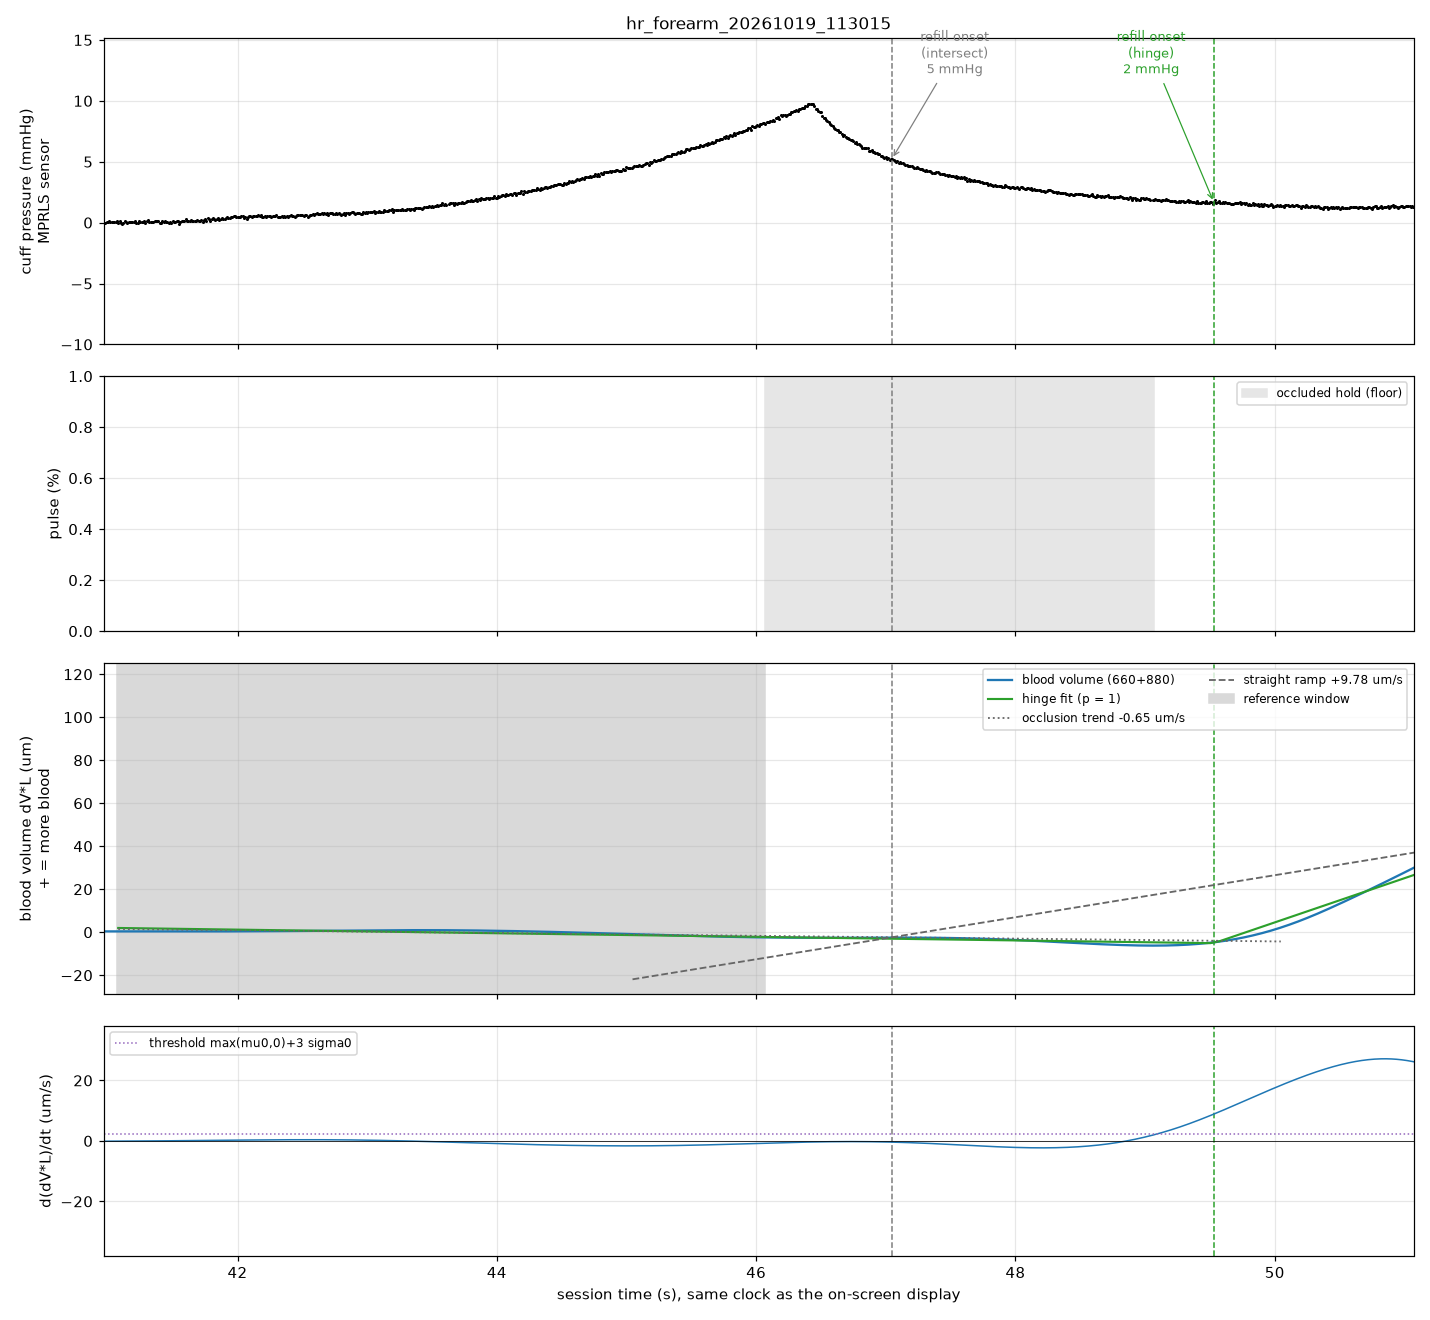 hr_forearm_20261019_113015
refill onset
(intersect)
5 mmHg
refill onset
(hinge)
2 mmHg
cuff pressure (mmHg)
MPRLS sensor
15
10
5
0
−5
−10
pulse (%)
1.0
0.8
0.6
0.4
0.2
0.0
occluded hold (floor)
blood volume dV*L (um)
+ = more blood
120
100
80
60
40
20
0
−20
blood volume (660+880)
hinge fit (p = 1)
occlusion trend -0.65 um/s
straight ramp +9.78 um/s
reference window
d(dV*L)/dt (um/s)
20
0
−20
threshold max(mu0,0)+3 sigma0
42
44
46
48
50
session time (s), same clock as the on-screen display